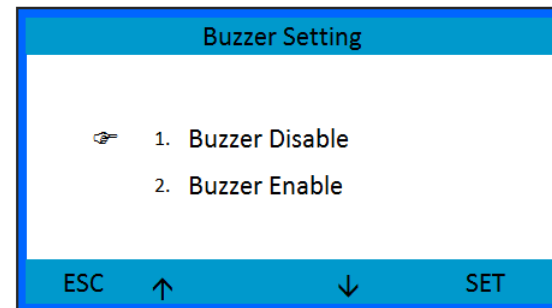 Buzzer Setting
☞ 1. Buzzer Disable
2. Buzzer Enable
ESC ↑ ↓ SET